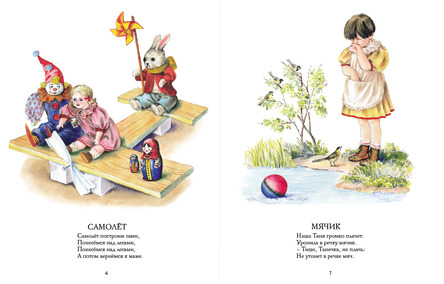 САМОЛЁТ
Самолёт построим сами,
Понесёмся над лесами,
Понесёмся над лесами,
А потом вернёмся к маме.
4
МЯЧИК
Наша Таня громко плачет:
Уронила в речку мячик.
– Тише, Танечка, не плачь:
Не утонет в речке мяч.
7